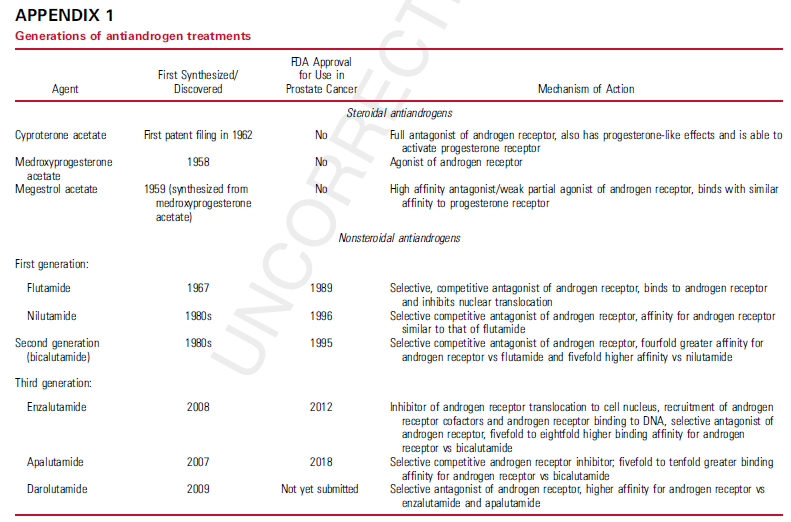 APPENDIX 1
Generations of antiandrogen treatments
Agent
First Synthesized/
Discovered
FDA Approval
for Use in
Prostate Cancer
Mechanism of Action
Steroidal antiandrogens
Cyproterone acetate
First patent filing in 1962
No
Full antagonist of androgen receptor, also has progesterone-like effects and is able to
activate progesterone receptor
Medroxyprogesterone
acetate
1958
No
Agonist of androgen receptor
Megestrol acetate
1959 (synthesized from
medroxyprogesterone
acetate)
No
High affinity antagonist/weak partial agonist of androgen receptor, binds with similar
affinity to progesterone receptor
Nonsteroidal antiandrogens
First generation:
Flutamide
1967
1989
Selective, competitive antagonist of androgen receptor, binds to androgen receptor
and inhibits nuclear translocation
Nilutamide
1980s
1996
Selective competitive antagonist of androgen receptor, affinity for androgen receptor
similar to that of flutamide
Second generation
(bicalutamide)
1980s
1995
Selective competitive antagonist of androgen receptor, fourfold greater affinity for
androgen receptor vs flutamide and fivefold higher affinity vs nilutamide
Third generation:
Enzalutamide
2008
2012
Inhibitor of androgen receptor translocation to cell nucleus, recruitment of androgen
receptor cofactors and androgen receptor binding to DNA, selective antagonist of
androgen receptor, fivefold to eightfold higher binding affinity for androgen
receptor vs bicalutamide
Apalutamide
2007
2018
Selective competitive androgen receptor inhibitor; fivefold to tenfold greater binding
affinity for androgen receptor vs bicalutamide
Darolutamide
2009
Not yet submitted
Selective antagonist of androgen receptor, higher affinity for androgen receptor vs
enzalutamide and apalutamide
UNCORRECT